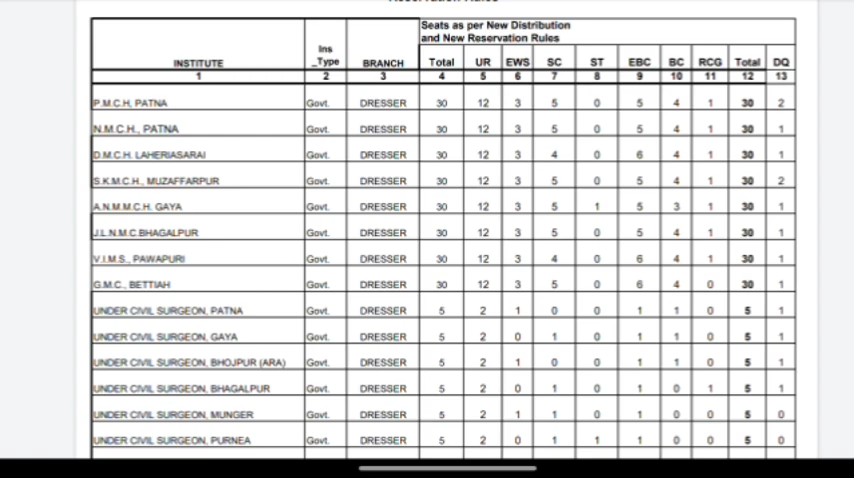 Reservation Rules
Seats as per New Distribution
and New Reservation Rules
INSTITUTE Ins _Type BRANCH Total UR EWS SC ST EBC BC RCG Total DQ
1 2 3 4 5 6 7 8 9 10 11 12 13
P.M.C.H, PATNA Govt. DRESSER 30 12 3 5 0 5 4 1 30 2
N.M.C.H., PATNA Govt. DRESSER 30 12 3 5 0 5 4 1 30 1
D.M.C.H. LAHERIASARAI Govt. DRESSER 30 12 3 4 0 6 4 1 30 1
S.K.M.C.H., MUZAFFARPUR Govt. DRESSER 30 12 3 5 0 5 4 1 30 2
A.N.M.M.C.H. GAYA Govt. DRESSER 30 12 3 5 1 5 3 1 30 1
J.L.N.M.C.BHAGALPUR Govt. DRESSER 30 12 3 5 0 5 4 1 30 1
V.I.M.S., PAWAPURI Govt. DRESSER 30 12 3 4 0 6 4 1 30 1
G.M.C., BETTIAH Govt. DRESSER 30 12 3 5 0 6 4 0 30 1
UNDER CIVIL SURGEON, PATNA Govt. DRESSER 5 2 1 0 0 1 1 0 5 1
UNDER CIVIL SURGEON, GAYA Govt. DRESSER 5 2 0 1 0 1 1 0 5 1
UNDER CIVIL SURGEON, BHOJPUR (ARA) Govt. DRESSER 5 2 1 0 0 1 1 0 5 1
UNDER CIVIL SURGEON, BHAGALPUR Govt. DRESSER 5 2 0 1 0 1 0 1 5 1
UNDER CIVIL SURGEON, MUNGER Govt. DRESSER 5 2 1 1 0 1 0 0 5 0
UNDER CIVIL SURGEON, PURNEA Govt. DRESSER 5 2 0 1 1 1 0 0 5 0